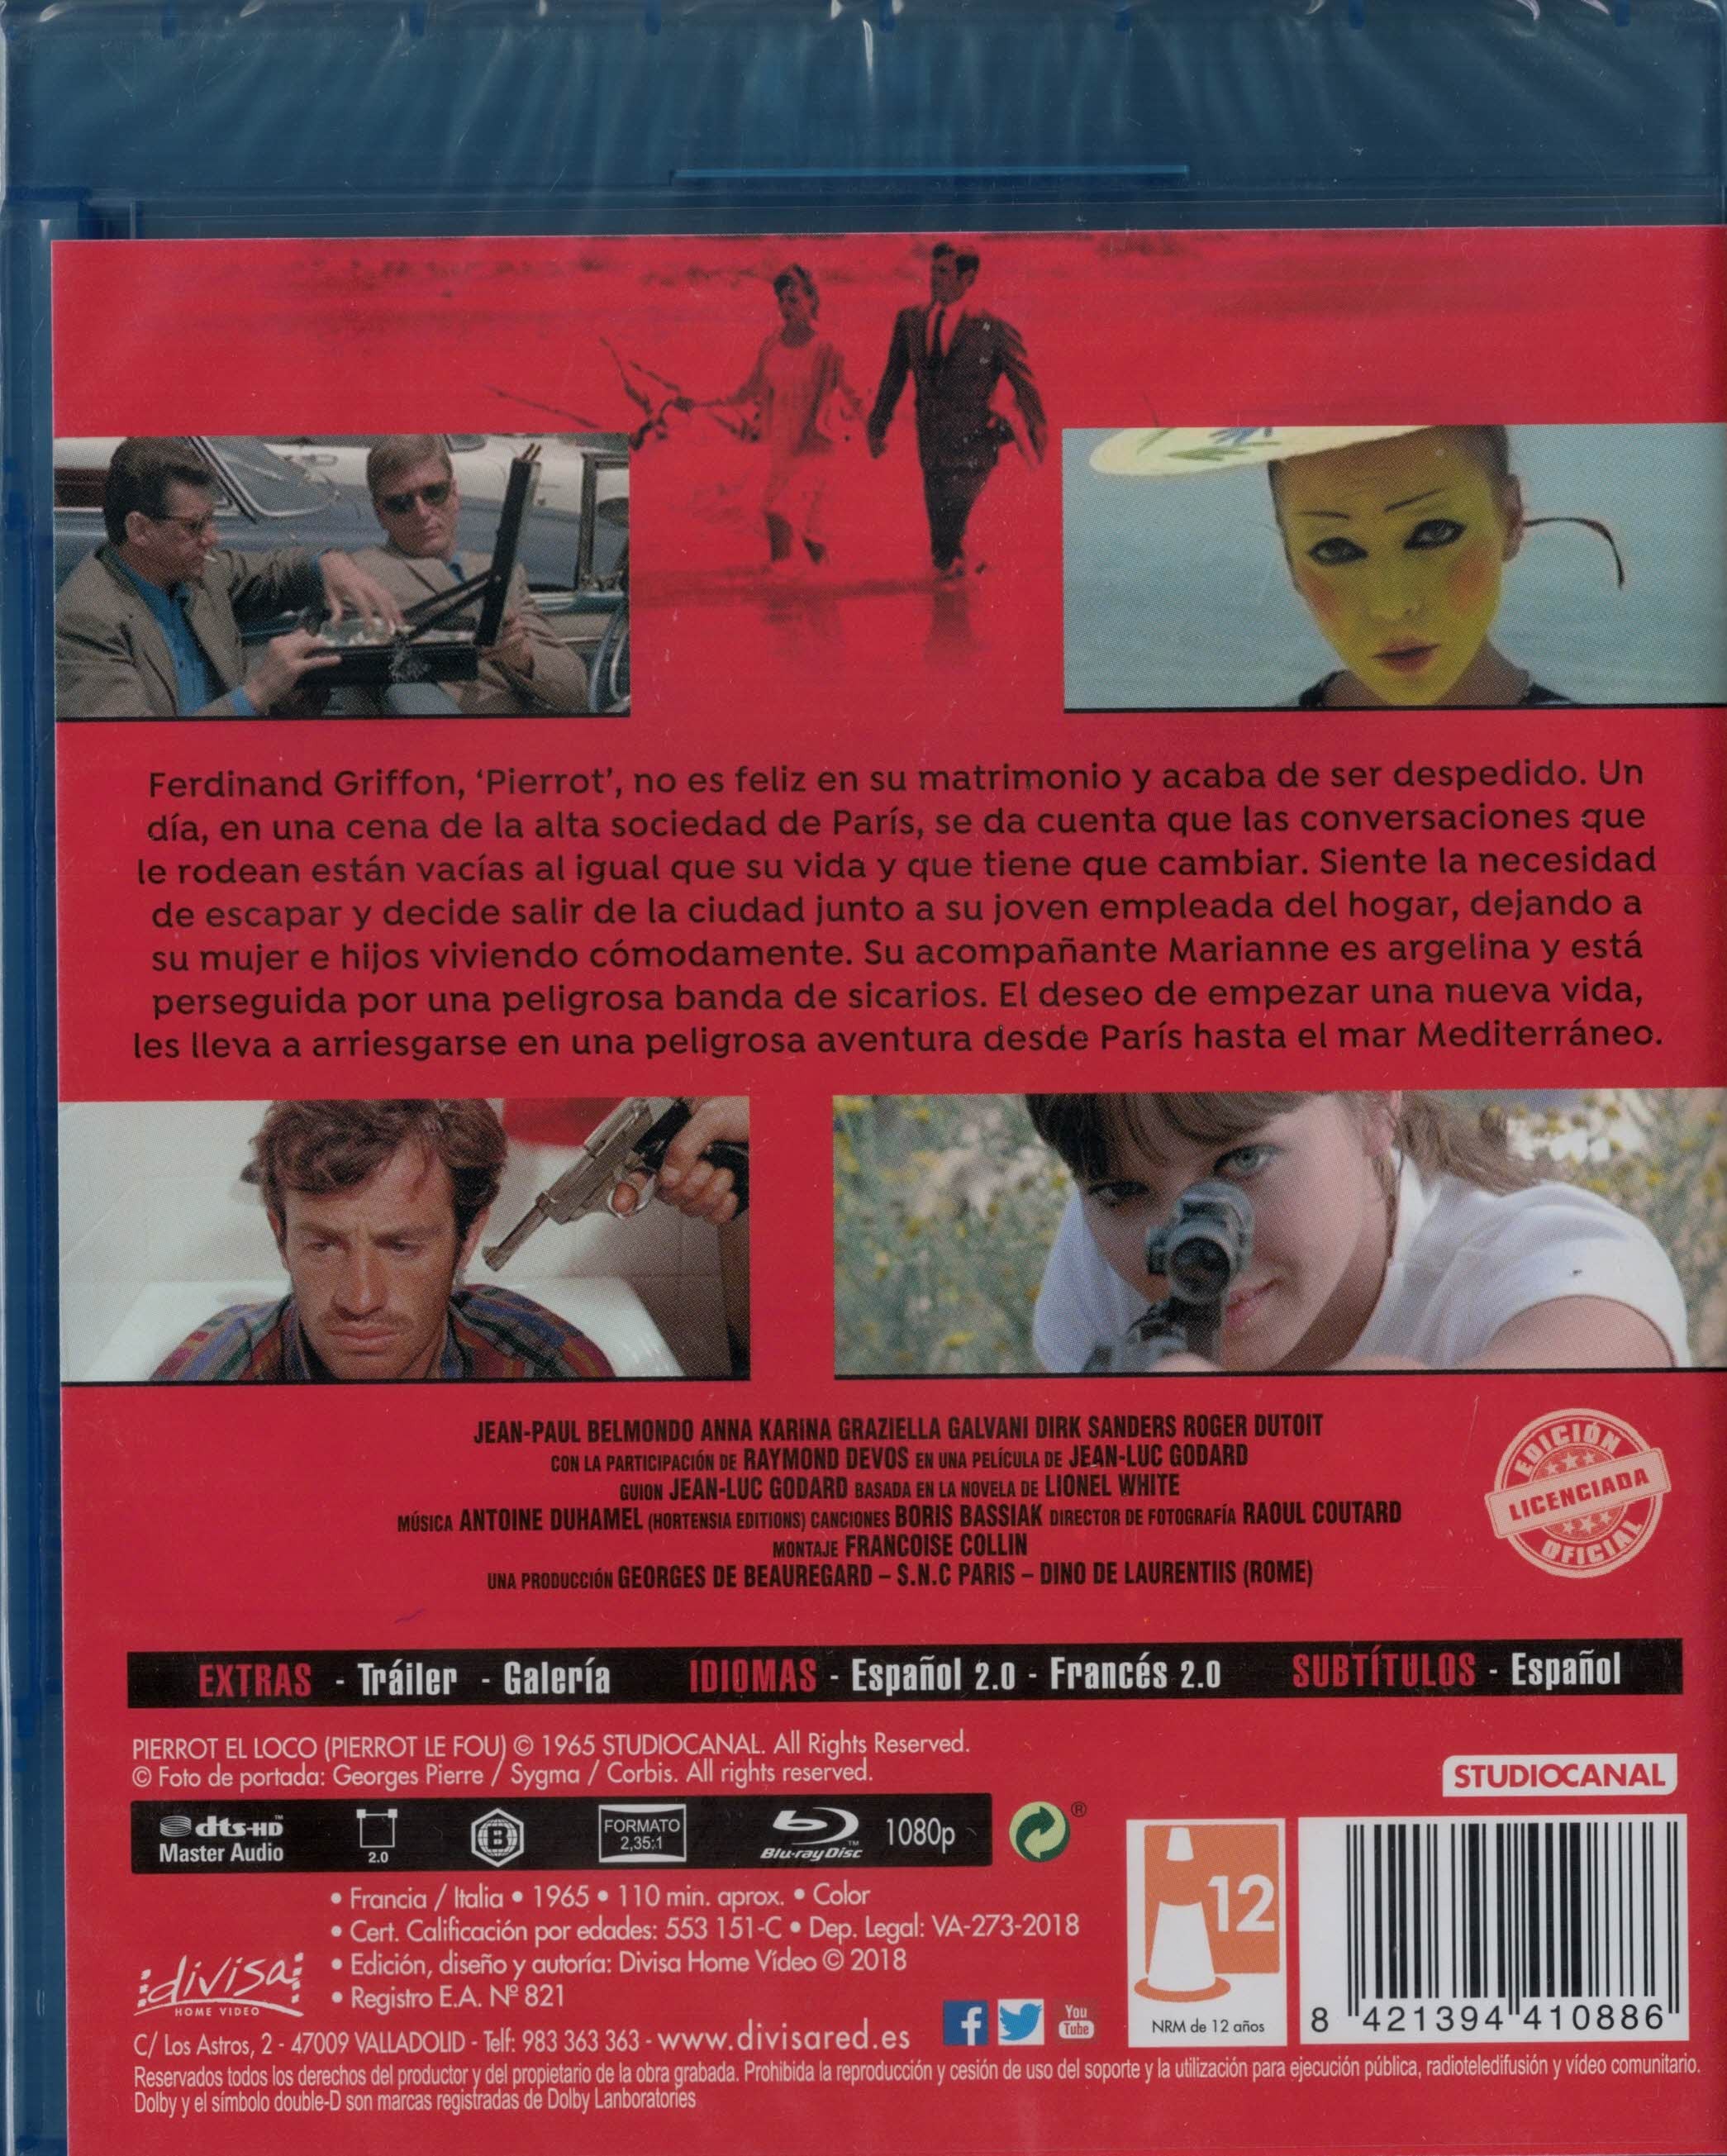 Ferdinand Griffon, ‘Pierrot’, no es feliz en su matrimonio y acaba de ser despedido. Un
día, en una cena de la alta sociedad de París, se da cuenta que las conversaciones que
le rodean están vacías al igual que su vida y que tiene que cambiar. Siente la necesidad
de escapar y decide salir de la ciudad junto a su joven empleada del hogar, dejando a
su mujer e hijos viviendo cómodamente. Su acompañante Marianne es argelina y está
perseguida por una peligrosa banda de sicarios. El deseo de empezar una nueva vida,
les lleva a arriesgarse en una peligrosa aventura desde París hasta el mar Mediterráneo.
JEAN-PAUL BELMONDO ANNA KARINA GRAZIELLA GALVANI DIRK SANDERS ROGER DUTOIT
CON LA PARTICIPACIÓN DE RAYMOND DEVOS EN UNA PELÍCULA DE JEAN-LUC GODARD
GUION JEAN-LUC GODARD BASADA EN LA NOVELA DE LIONEL WHITE
MÚSICA ANTOINE DUHAMEL (HORTENSIA EDITIONS) CANCIONES BORIS BASSIAK DIRECTOR DE FOTOGRAFÍA RAOUL COUTARD
MONTAJE FRANCOISE COLLIN
UNA PRODUCCIÓN GEORGES DE BEAUREGARD – S.N.C PARIS – DINO DE LAURENTIIS (ROME)
EDICIÓN
LICENCIADA
OFICIAL
EXTRAS - Tráiler - Galería IDIOMAS - Español 2.0 - Francés 2.0 SUBTÍTULOS - Español
PIERROT EL LOCO (PIERROT LE FOU) © 1965 STUDIOCANAL. All Rights Reserved.
© Foto de portada: Georges Pierre / Sygma / Corbis. All rights reserved.
STUDIOCANAL
dts-HD™
Master Audio
2.0
B
FORMATO
2,35:1
Blu-ray Disc™
1080p
®
• Francia / Italia • 1965 • 110 min. aprox. • Color
• Cert. Calificación por edades: 553 151-C • Dep. Legal: VA-273-2018
• Edición, diseño y autoría: Divisa Home Vídeo © 2018
• Registro E.A. Nº 821
divisa
HOME VIDEO
f
You
Tube
12
NRM de 12 años
8 421394 410886
C/ Los Astros, 2 - 47009 VALLADOLID - Telf: 983 363 363 - www.divisared.es
Reservados todos los derechos del productor y del propietario de la obra grabada. Prohibida la reproducción y cesión de uso del soporte y la utilización para ejecución pública, radioteledifusión y vídeo comunitario.
Dolby y el símbolo double-D son marcas registradas de Dolby Lanboratories